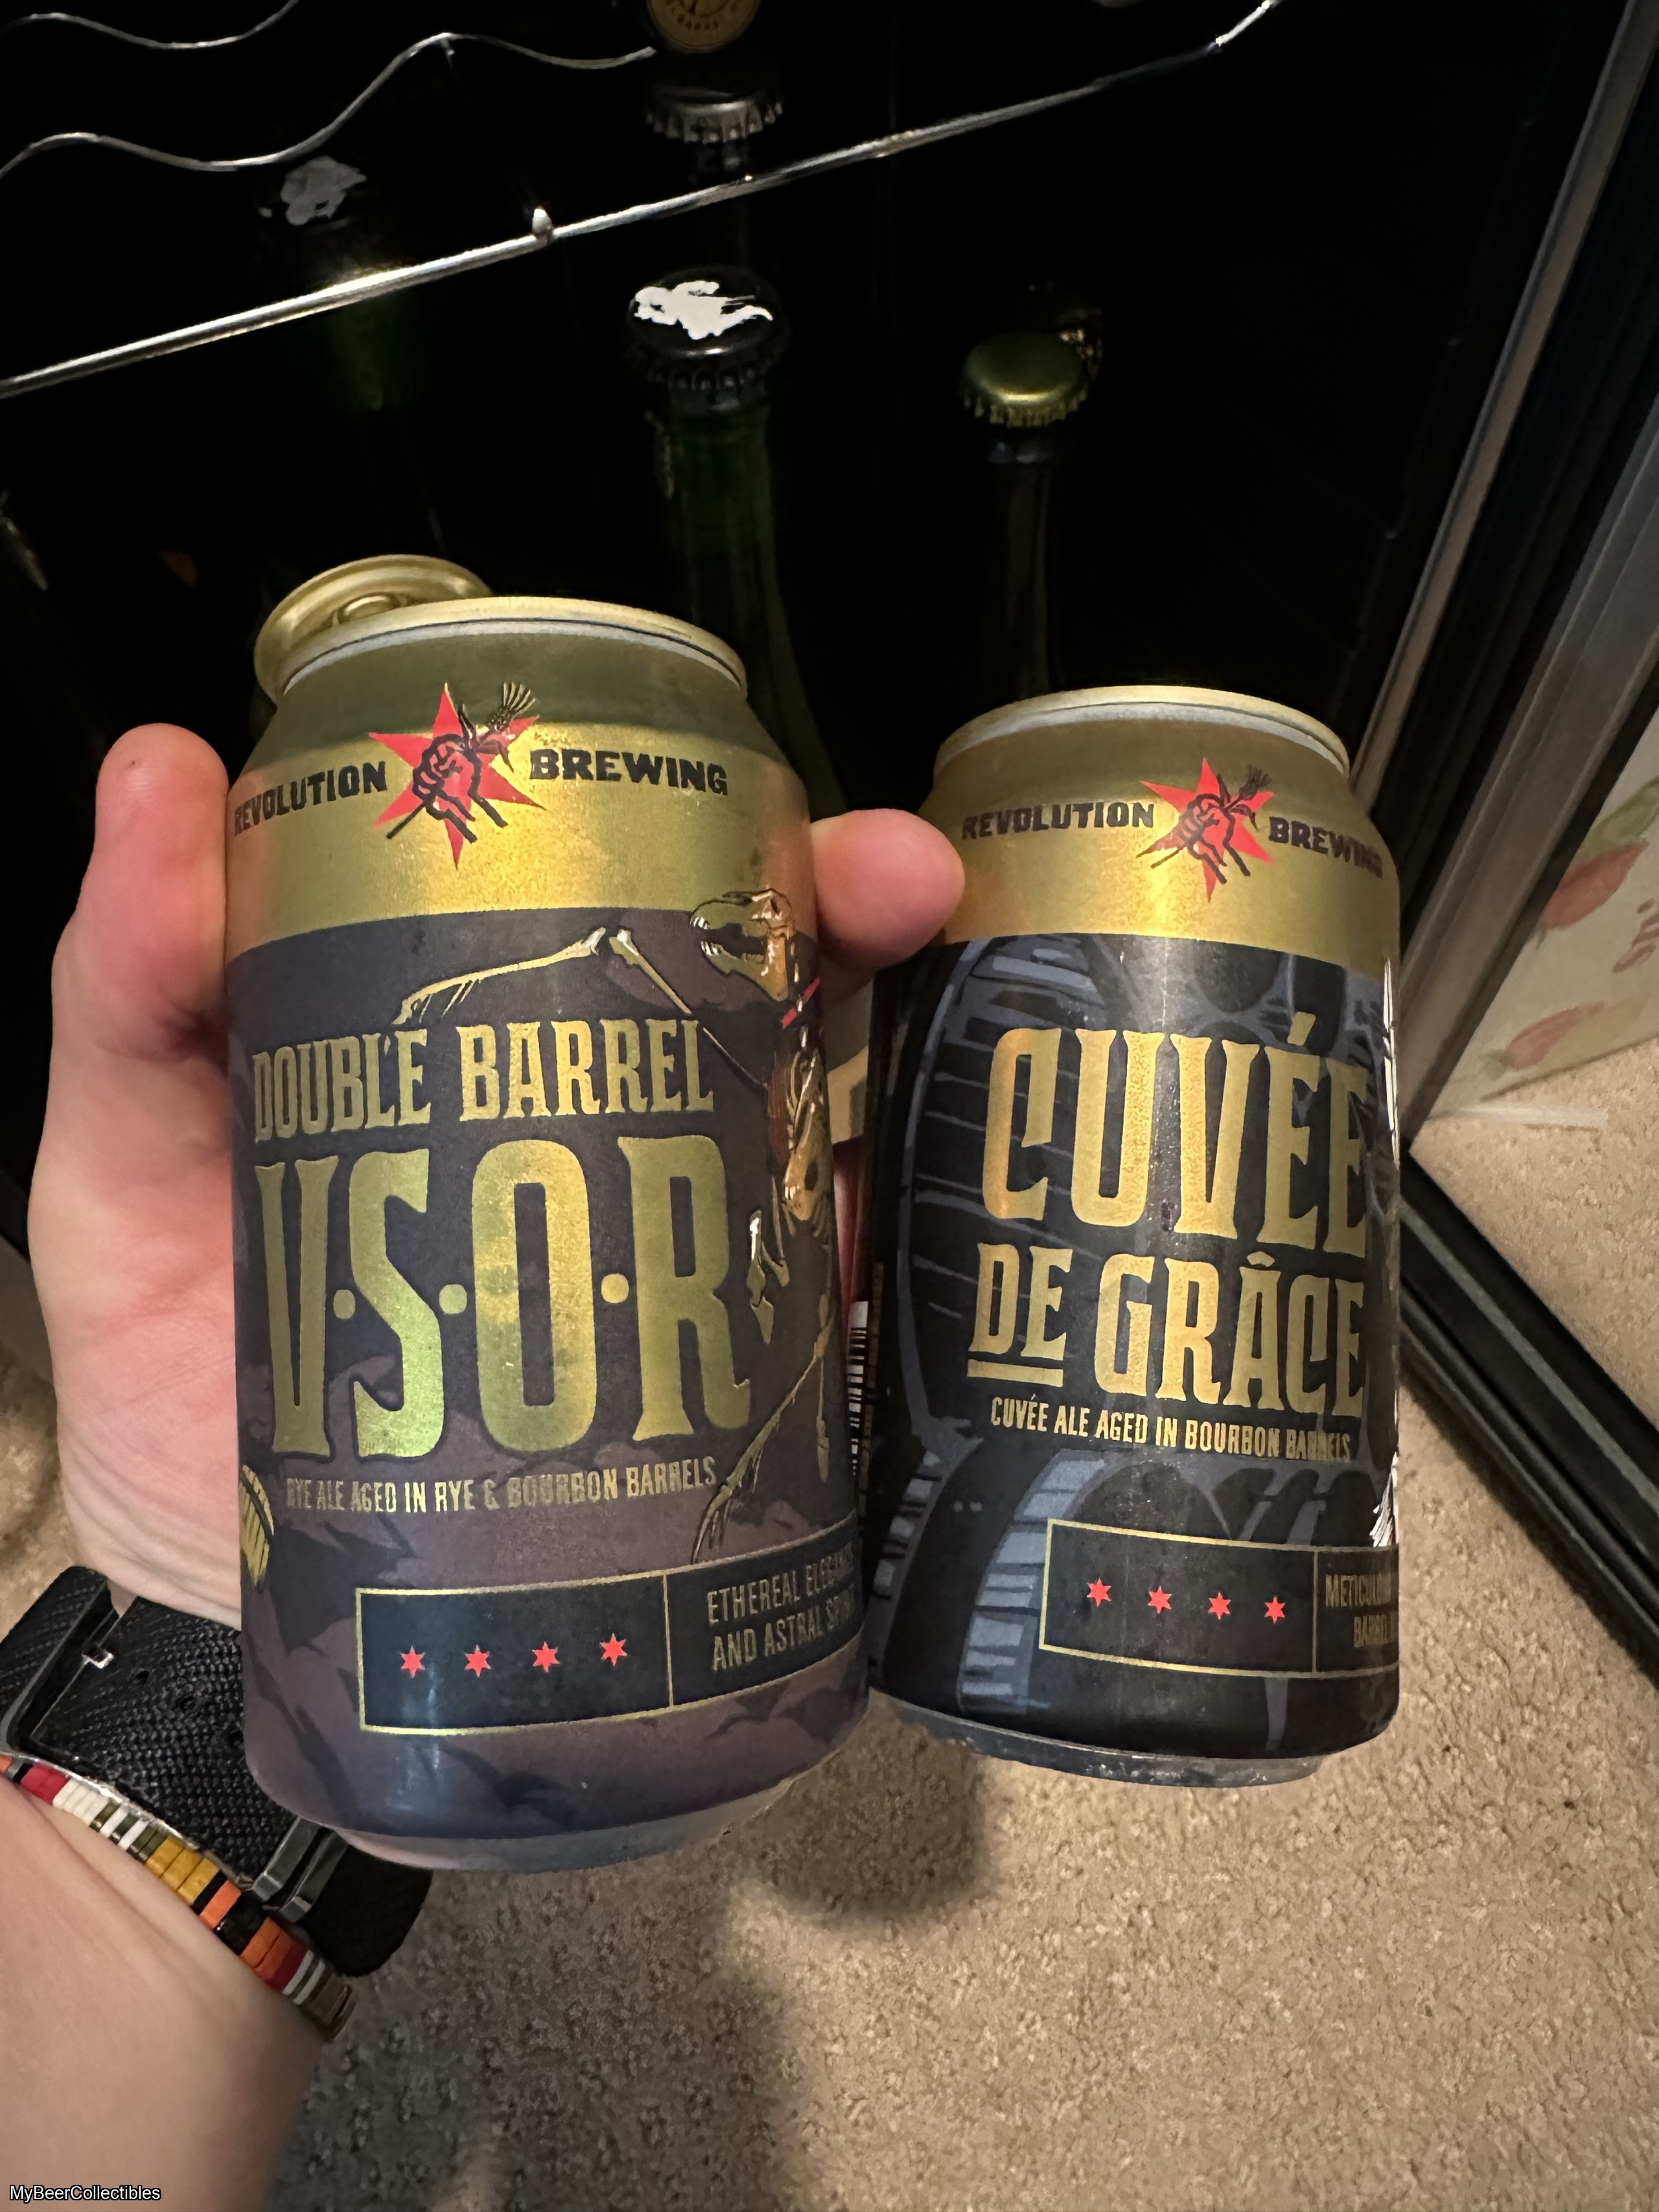 REVOLUTION BREWING
DOUBLE BARREL
V·S·O·R
RYE ALE AGED IN RYE & BOURBON BARRELS
ETHEREAL
AND ASTRAL
REVOLUTION BREWING
CUVÉE
DE GRÂCE
CUVÉE ALE AGED IN BOURBON BARRELS
MyBeerCollectibles